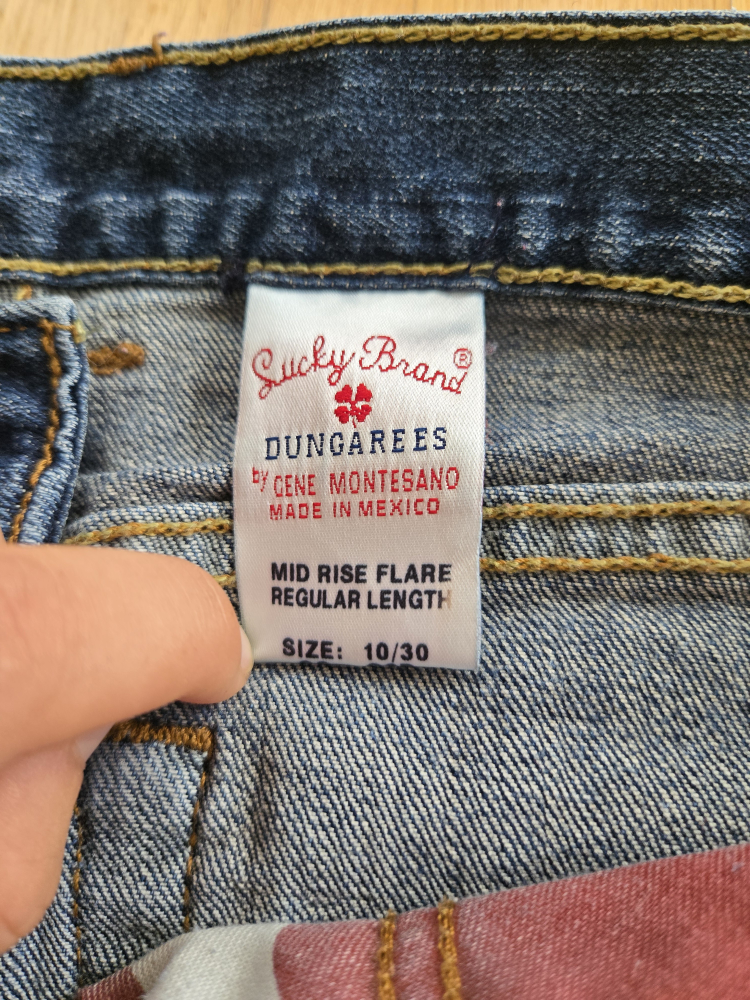 Lucky Brand®
DUNGAREES
by GENE MONTESANO
MADE IN MEXICO
MID RISE FLARE
REGULAR LENGTH
SIZE: 10/30